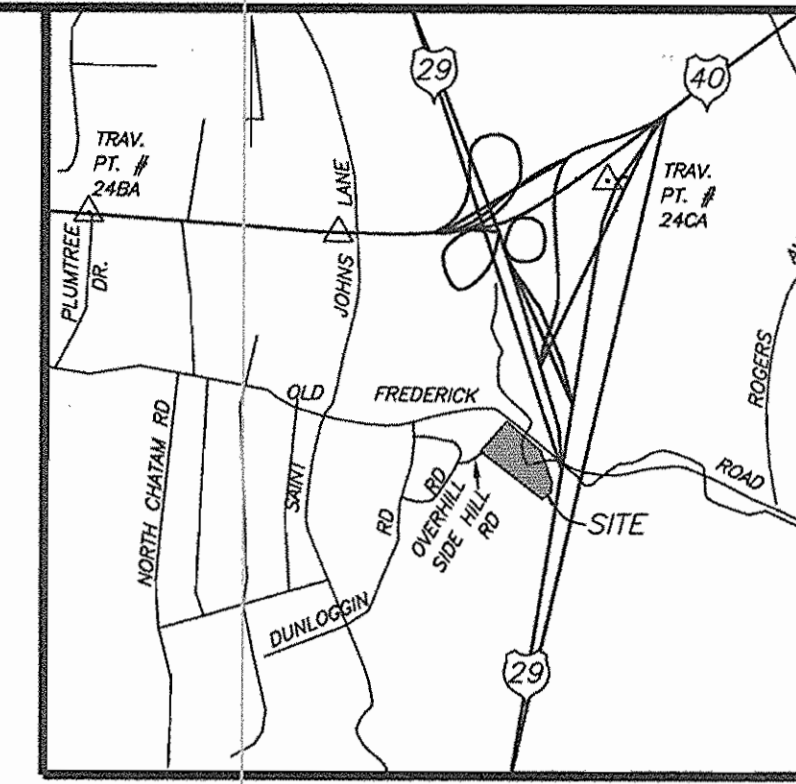 29
40
TRAV.
PT. #
24BA
TRAV.
PT. #
24CA
PLUMTREE
DR.
SAINT JOHNS LANE
ROGERS
OLD FREDERICK ROAD
NORTH CHATAM RD
OVERHILL
RD
SIDE HILL
RD
SITE
DUNLOGGIN RD
29